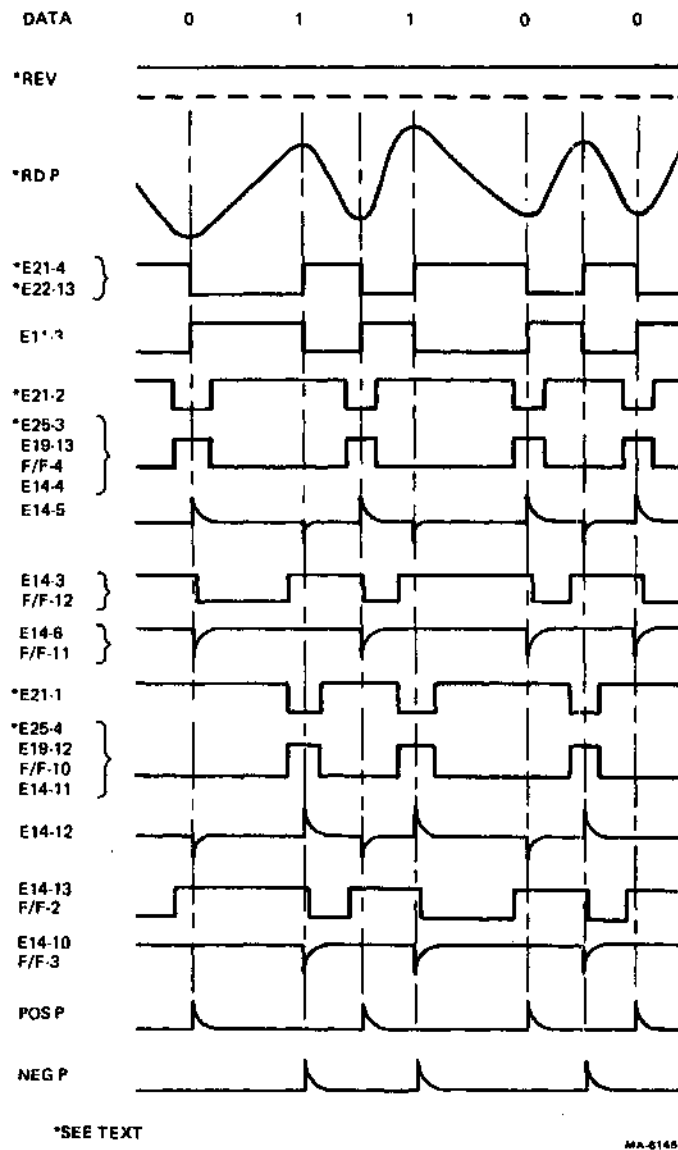 DATA 0 1 1 0 0
*REV
*RD P
*E21-4
*E22-13
*E21-2
*E25-3
E19-13
F/F-4
E14-4
E14-5
E14-3
F/F-12
E14-6
F/F-11
*E21-1
*E25-4
E19-12
F/F-10
E14-11
E14-12
E14-13
F/F-2
E14-10
F/F-3
POS P
NEG P
*SEE TEXT